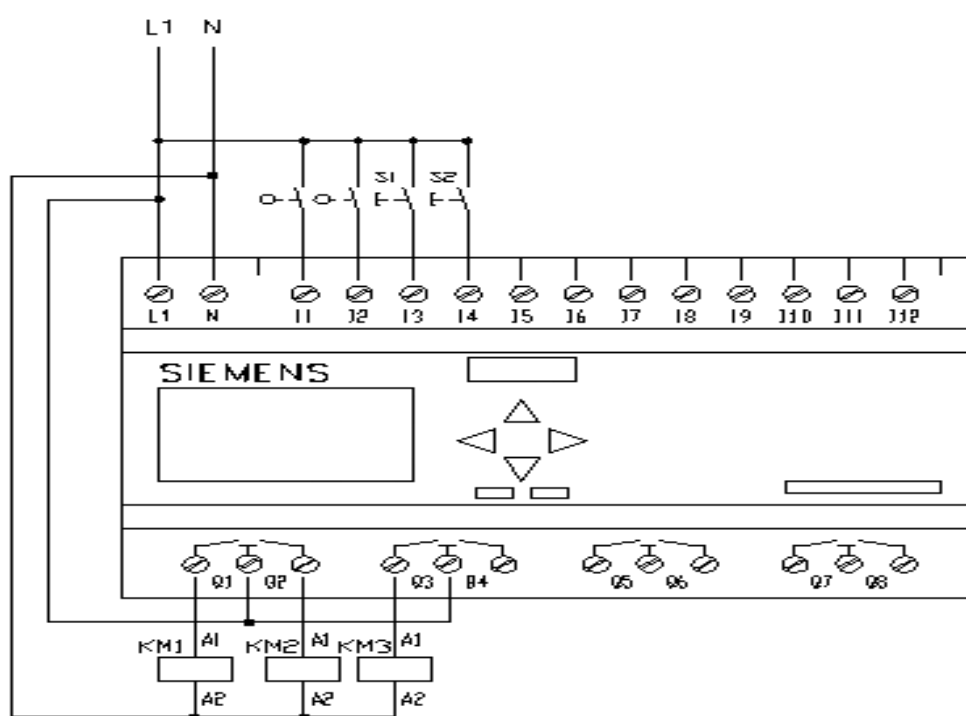 L1 N
S1 S2
L1 N I1 I2 I3 I4 I5 I6 I7 I8 I9 I10 I11 I12
SIEMENS
Q1 Q2 Q3 Q4 Q5 Q6 Q7 Q8
KM1 A1 KM2 A1 KM3 A1
A2 A2 A2